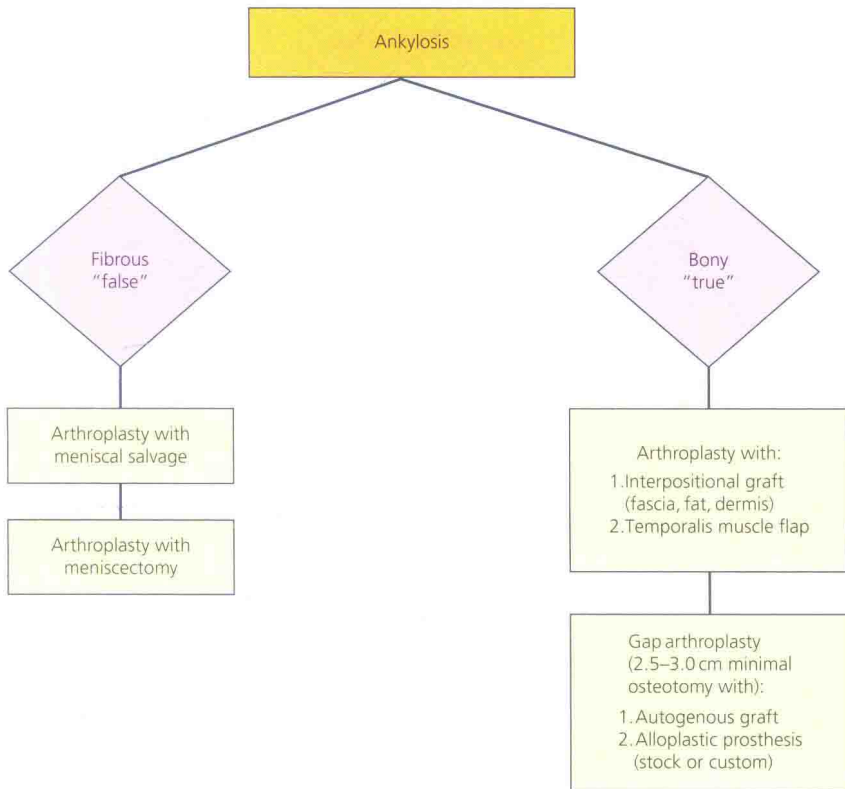 Ankylosis
Fibrous
"false"
Bony
"true"
Arthroplasty with
meniscal salvage
Arthroplasty with
meniscectomy
Arthroplasty with:
1.Interpositional graft
(fascia, fat, dermis)
2.Temporalis muscle flap
Gap arthroplasty
(2.5–3.0 cm minimal
osteotomy with):
1.Autogenous graft
2.Alloplastic prosthesis
(stock or custom)